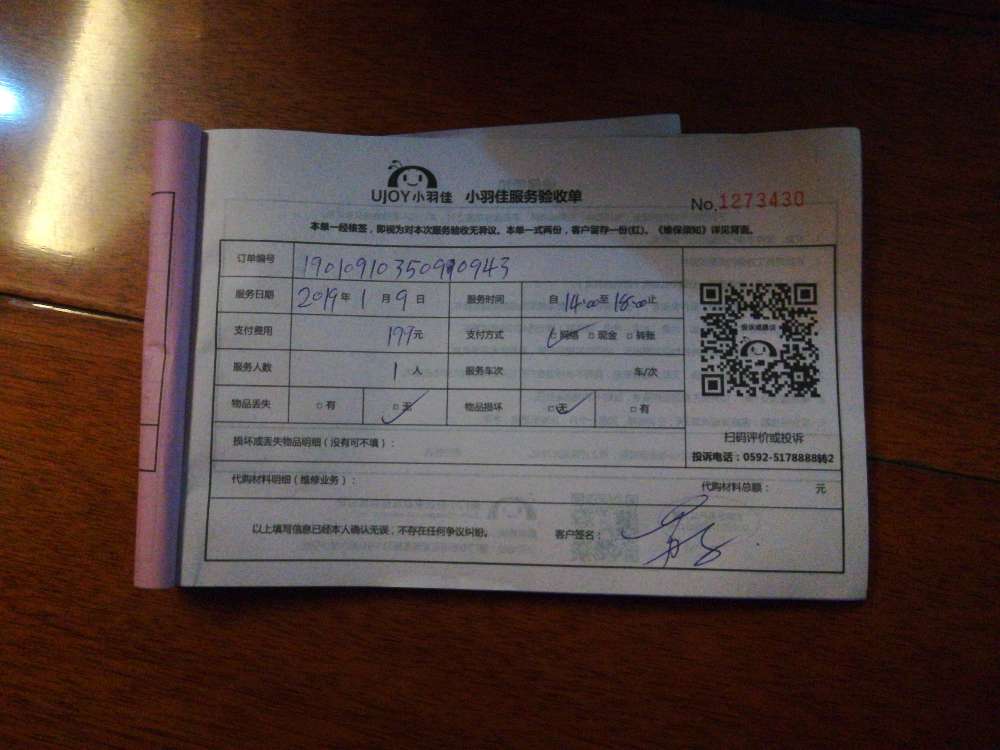 UJOY小羽佳 小羽佳服务验收单
No.1273430
本单一经核签，即视为对本次服务验收无异议。本单一式两份，客户留存一份(红)。《维保须知》详见背面。
订单编号
服务日期 2019年 1月 9日 服务时间 自14:00至18:00止
支付费用 199元 支付方式 □网络 □现金 □转账
服务人数 1人 服务车次 车/次
物品丢失 □有 □无 物品损坏 □无 □有
投诉或建议
扫码评价或投诉
损坏或丢失物品明细（没有可不填）：
投诉电话：0592-5178888转2
代购材料明细（维修业务）： 代购材料总额： 元
以上填写信息已经本人确认无误，不存在任何争议纠纷。 客户签名：